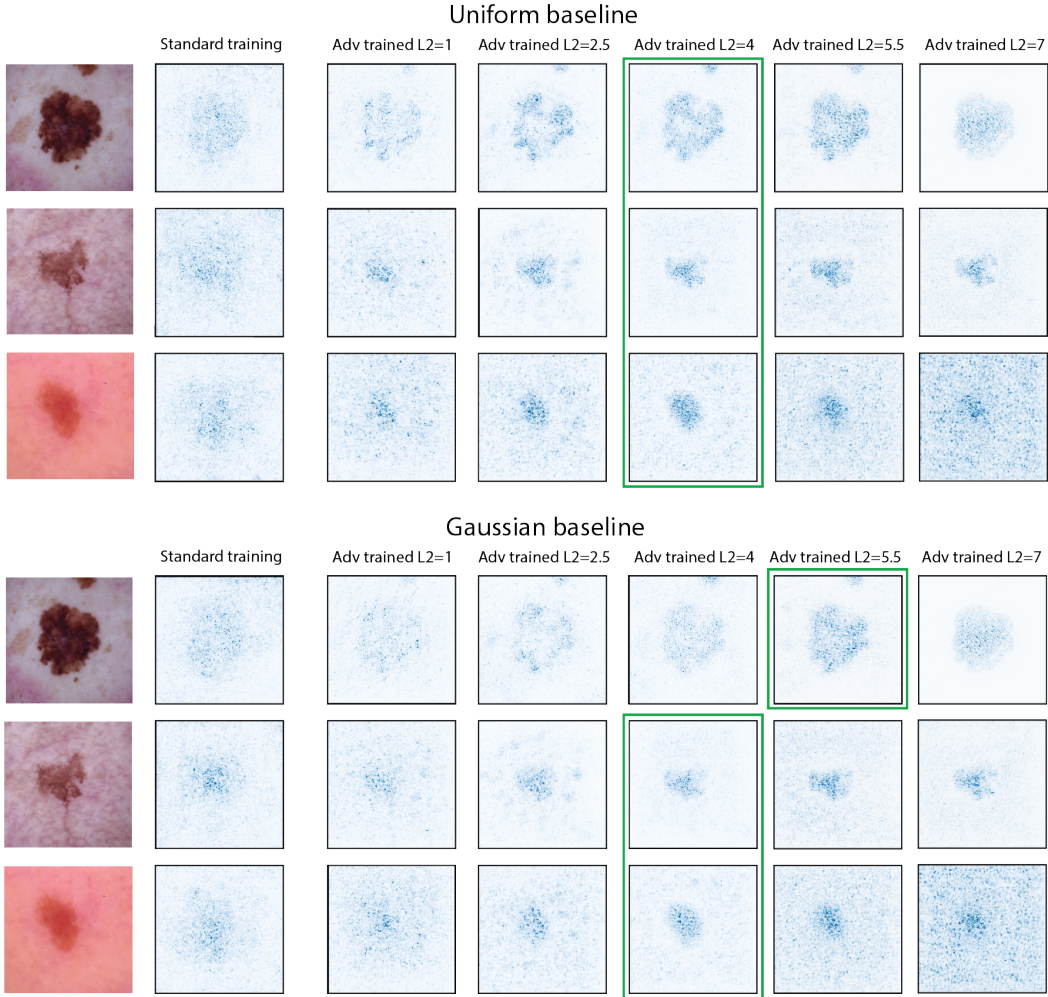 Uniform baseline
Standard training Adv trained L2=1 Adv trained L2=2.5 Adv trained L2=4 Adv trained L2=5.5 Adv trained L2=7
Gaussian baseline
Standard training Adv trained L2=1 Adv trained L2=2.5 Adv trained L2=4 Adv trained L2=5.5 Adv trained L2=7